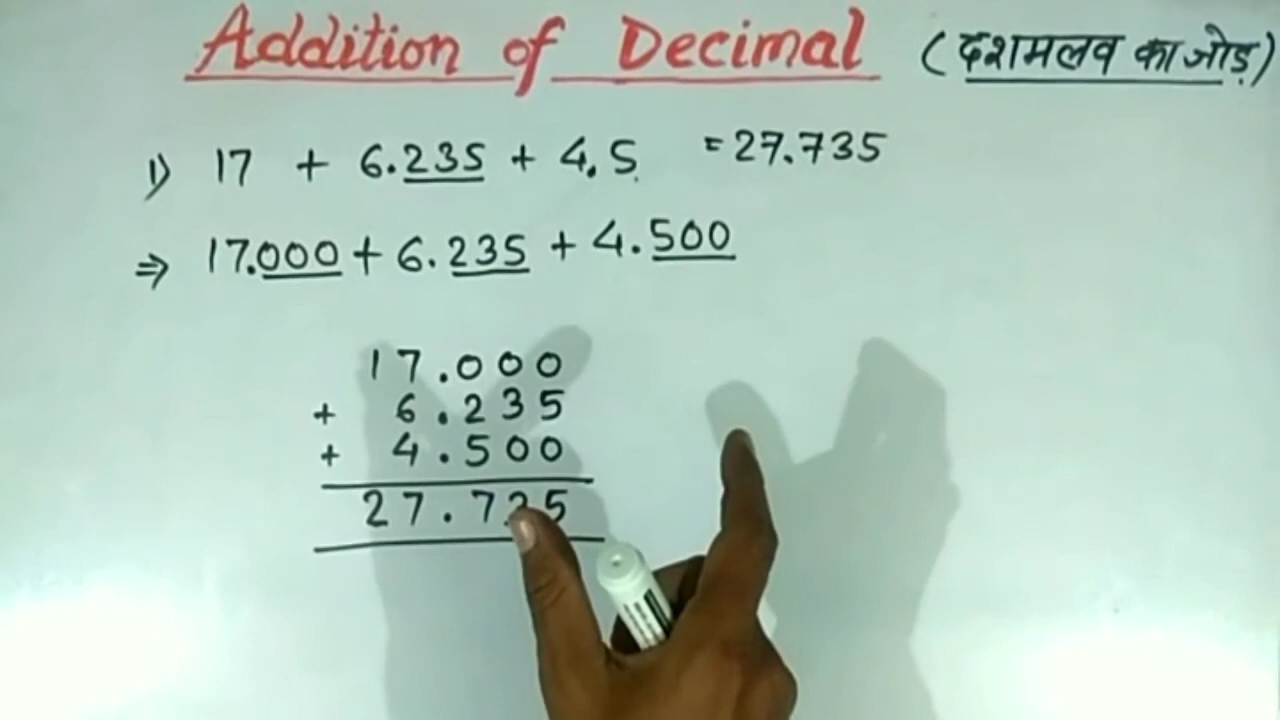 Addition of Decimal (दशमलव का जोड़)
1) 17 + 6.235 + 4.5 = 27.735
⇒ 17.000 + 6.235 + 4.500
17.000
+ 6.235
+ 4.500
27.735